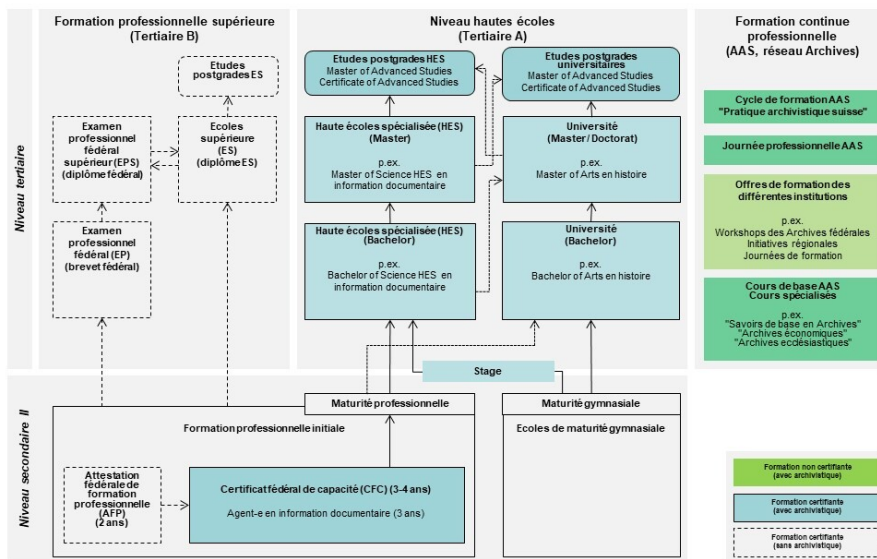 Formation professionnelle supérieure
(Tertiaire B)
Niveau hautes écoles
(Tertiaire A)
Formation continue
professionnelle
(AAS, réseau Archives)
Niveau tertiaire
Etudes
postgrades ES
Examen
professionnel
fédéral
supérieur (EPS)
(diplôme fédéral)
Ecoles
supérieure
(ES)
(diplôme ES)
Examen
professionnel
fédéral (EP)
(brevet fédéral)
Etudes postgrades HES
Master of Advanced Studies
Certificate of Advanced Studies
Etudes postgrades
universitaires
Master of Advanced Studies
Certificate of Advanced Studies
Haute écoles spécialisée (HES)
(Master)
p.ex.
Master of Science HES en
information documentaire
Université
(Master / Doctorat)
p.ex.
Master of Arts en histoire
Haute écoles spécialisée (HES)
(Bachelor)
p.ex.
Bachelor of Science HES en
information documentaire
Université
(Bachelor)
p.ex.
Bachelor of Arts en histoire
Cycle de formation AAS
"Pratique archivistique suisse"
Journée professionnelle AAS
Offres de formation des
différentes institutions
p.ex.
Workshops des Archives fédérales
Initiatives régionales
Journées de formation
Cours de base AAS
Cours spécialisés
p.ex.
"Savoirs de base en Archives"
"Archives économiques"
"Archives ecclésiastiques"
Stage
Niveau secondaire II
Maturité professionnelle
Maturité gymnasiale
Formation professionnelle initiale
Ecoles de maturité gymnasiale
Attestation
fédérale de
formation
professionnelle
(AFP)
(2 ans)
Certificat fédéral de capacité (CFC) (3-4 ans)
Agent-e en information documentaire (3 ans)
Formation non certifiante
(avec archivistique)
Formation certifiante
(avec archivistique)
Formation certifiante
(sans archivistique)